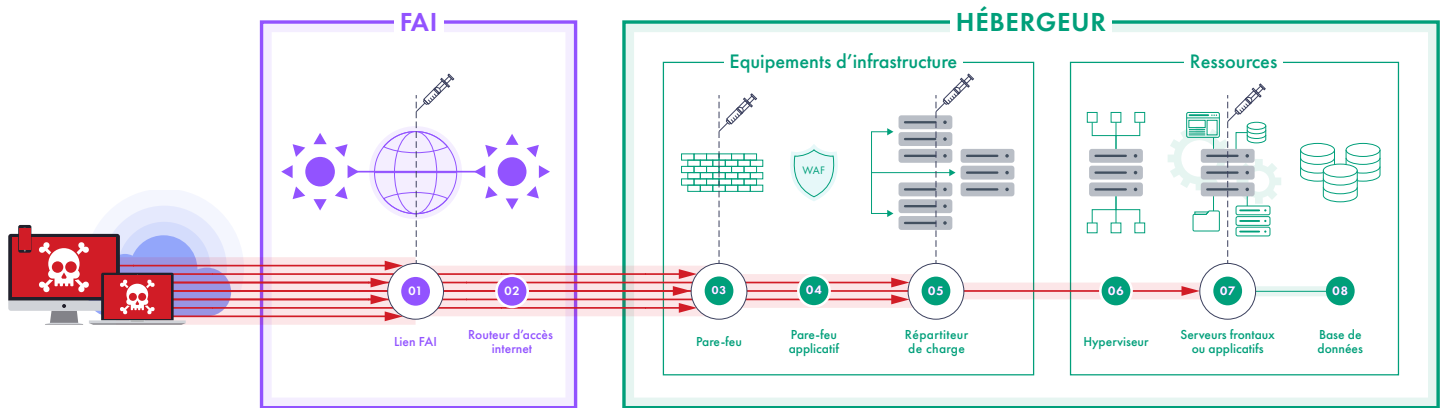 FAI
HÉBERGEUR
Equipements d'infrastructure
Ressources
WAF
01
02
03
04
05
06
07
08
Lien FAI
Routeur d'accès
internet
Pare-feu
Pare-feu
applicatif
Répartiteur
de charge
Hyperviseur
Serveurs frontaux
ou applicatifs
Base de
données